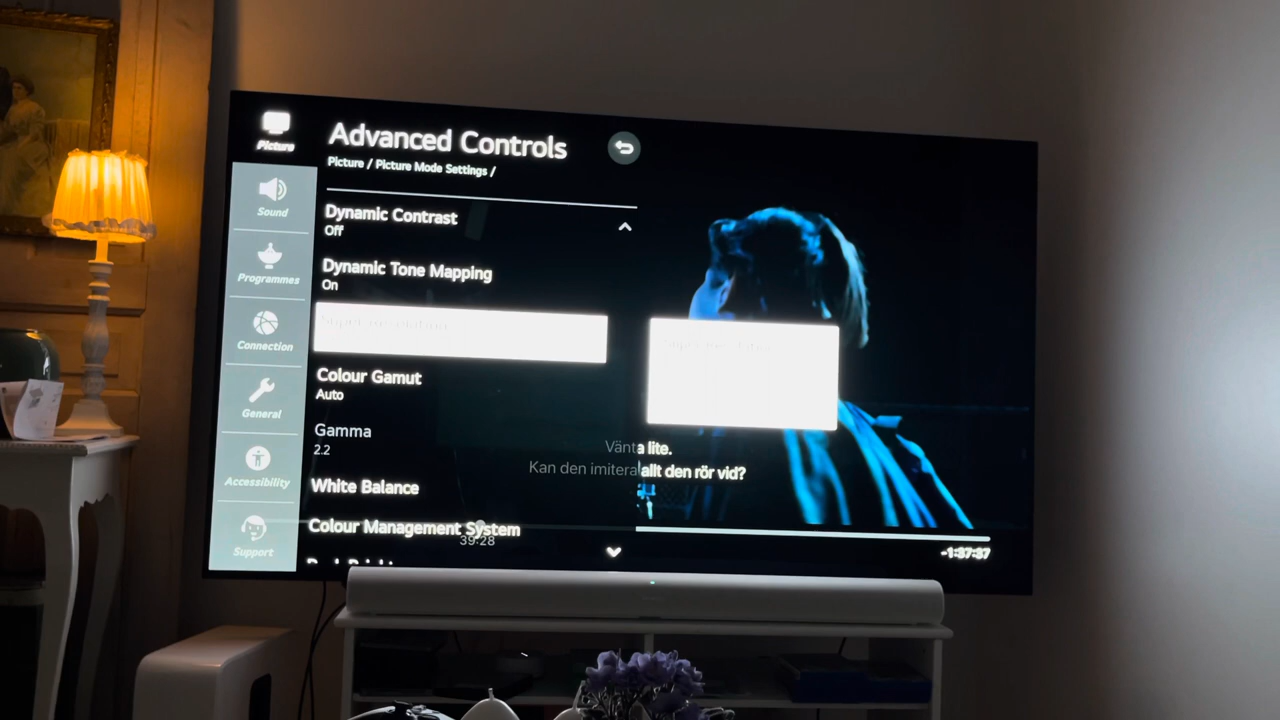 Picture
Sound
Programmes
Connection
General
Accessibility
Support
Advanced Controls
Picture / Picture Mode Settings /
Dynamic Contrast
Off
Dynamic Tone Mapping
On
Colour Gamut
Auto
Gamma
2.2
White Balance
Colour Management System
Vänta lite.
Kan den imitera allt den rör vid?
39:28
-1:37:37